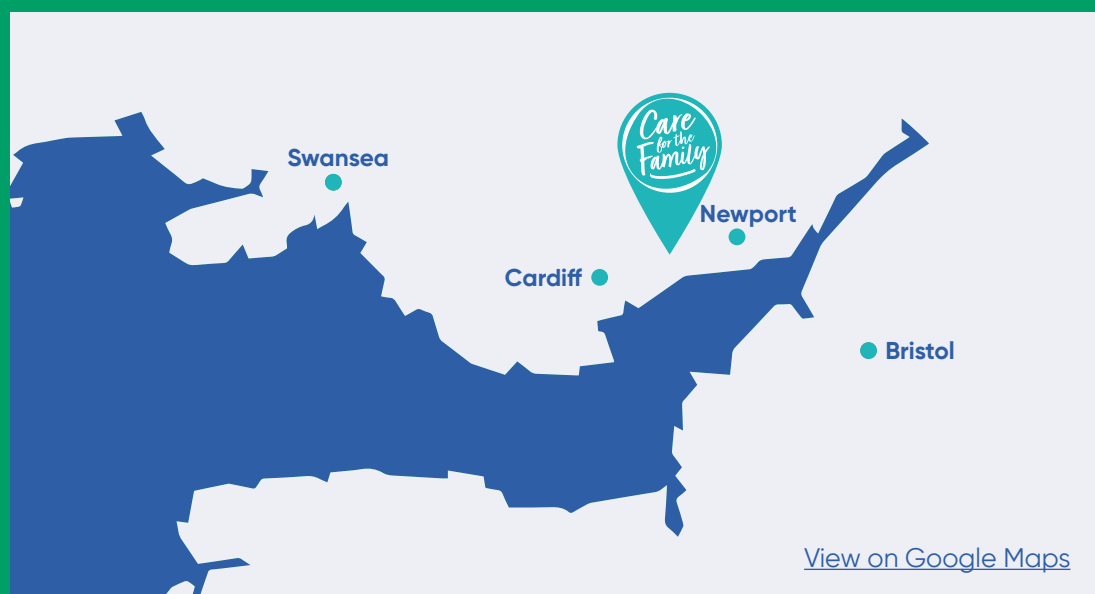 Swansea
Care
for the
Family
Newport
Cardiff
Bristol
View on Google Maps